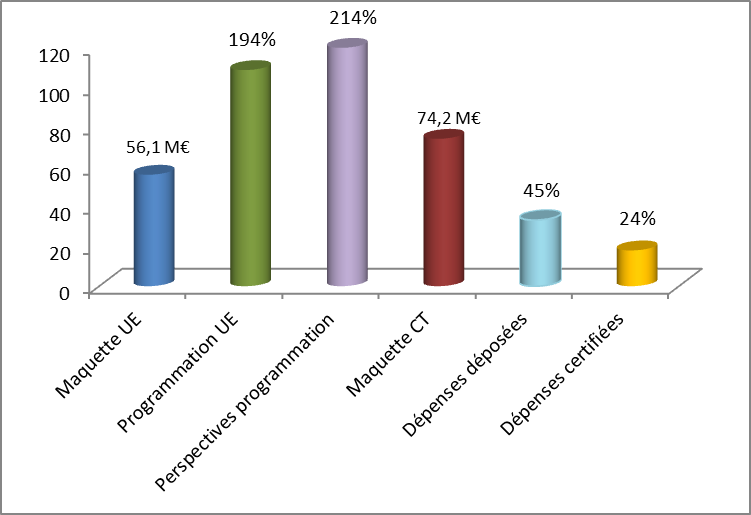 214%
194%
120
100
74,2 M€
80
56,1 M€
60
45%
40
24%
20
0
Maquette UE
Programmation UE
Perspectives programmation
Maquette CT
Dépenses déposées
Dépenses certifiées